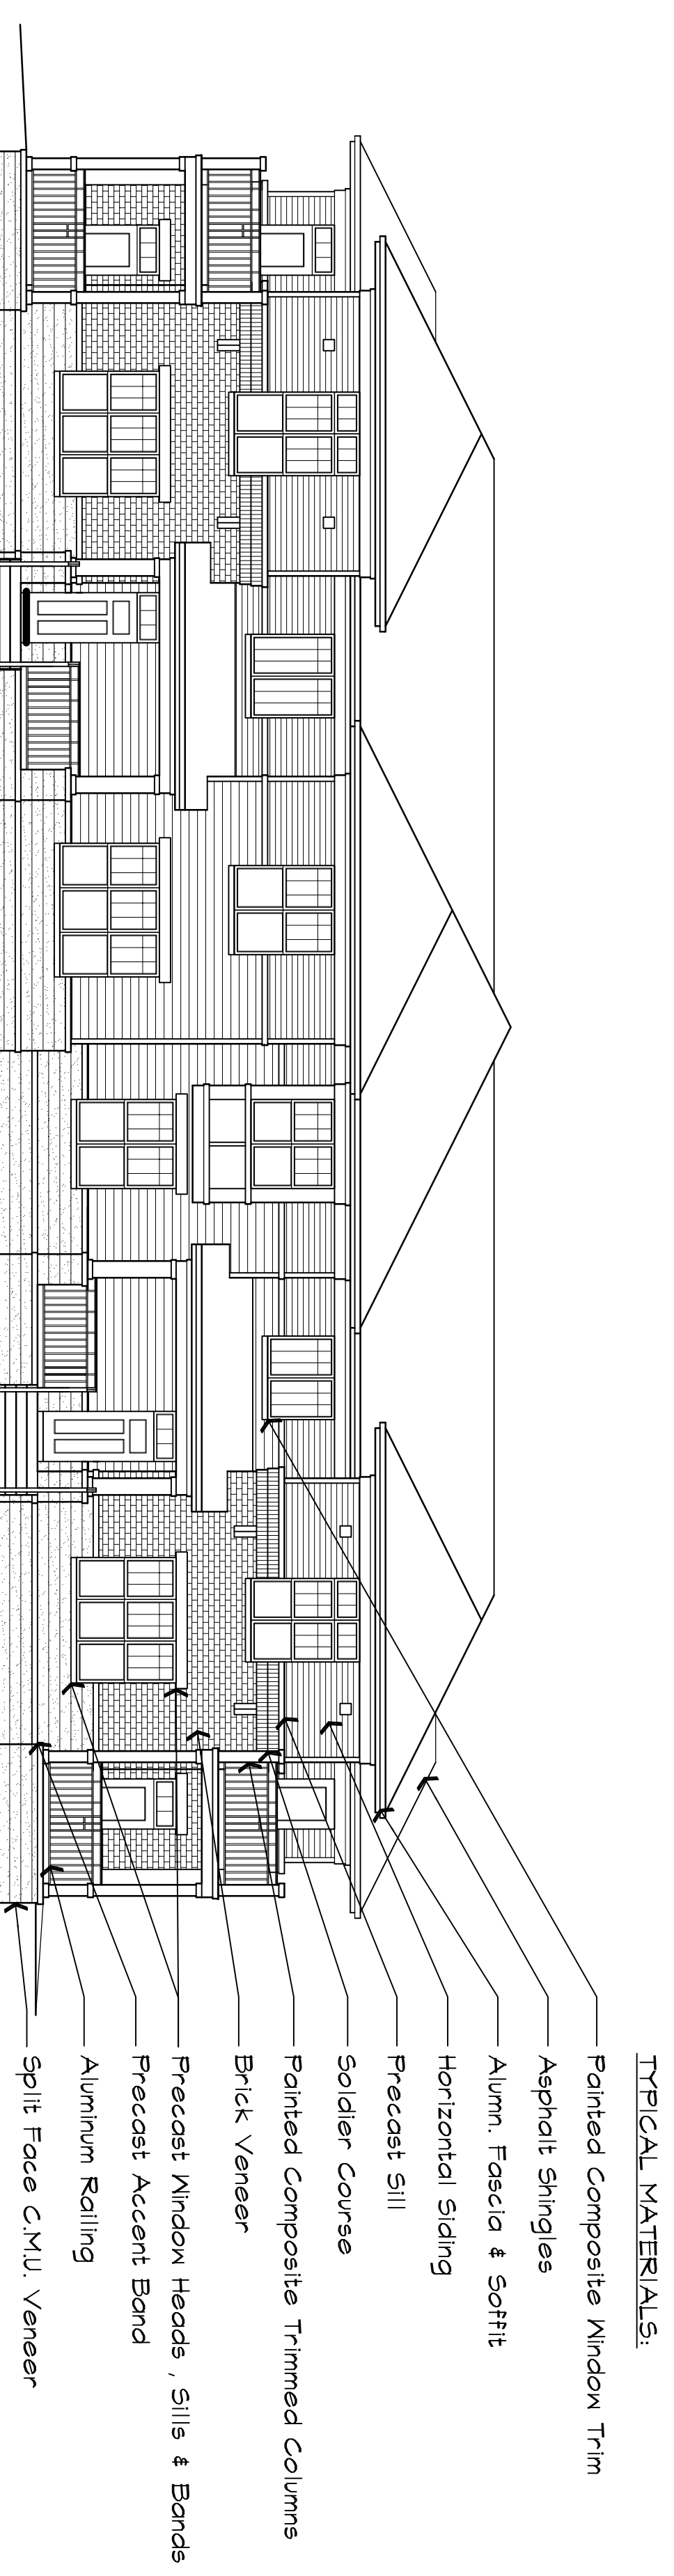 TYPICAL MATERIALS:
Painted Composite Window Trim
Asphalt Shingles
Alumn. Fascia & Soffit
Horizontal Siding
Precast Sill
Soldier Course
Painted Composite Trimmed Columns
Brick Veneer
Precast Window Heads , Sills & Bands
Precast Accent Band
Aluminum Railing
Split Face C.M.U. Veneer